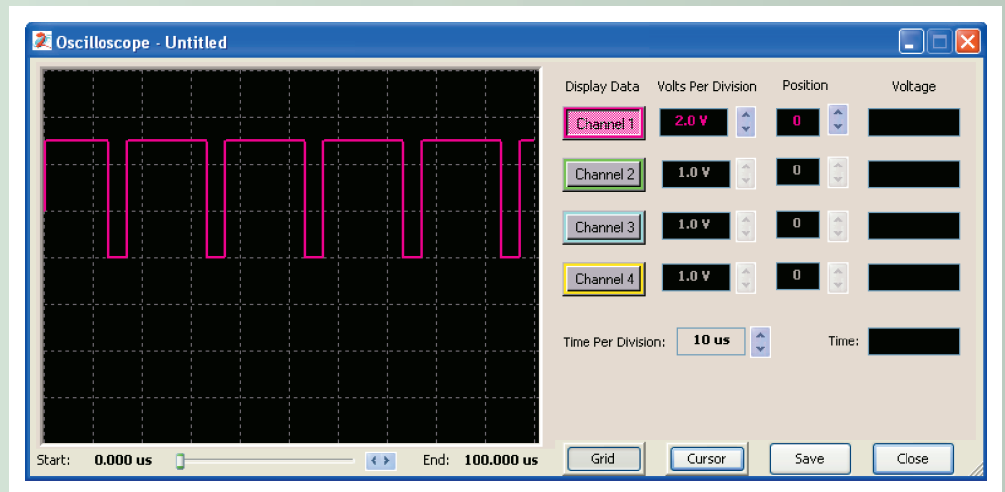 Oscilloscope - Untitled
Display Data Volts Per Division Position Voltage
Channel 1 2.0 V 0
Channel 2 1.0 V 0
Channel 3 1.0 V 0
Channel 4 1.0 V 0
Time Per Division: 10 us Time:
Start: 0.000 us End: 100.000 us Grid Cursor Save Close